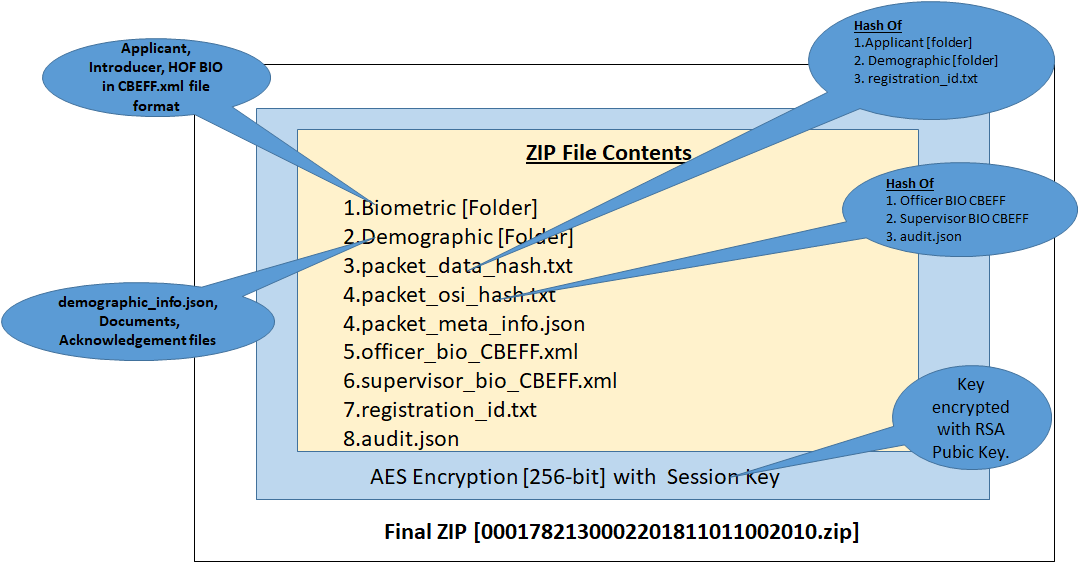 Applicant,
Introducer, HOF BIO
in CBEFF.xml file
format
Hash Of
1.Applicant [folder]
2. Demographic [folder]
3. registration_id.txt
ZIP File Contents
1.Biometric [Folder]
2.Demographic [Folder]
3.packet_data_hash.txt
4.packet_osi_hash.txt
4.packet_meta_info.json
5.officer_bio_CBEFF.xml
6.supervisor_bio_CBEFF.xml
7.registration_id.txt
8.audit.json
Hash Of
1. Officer BIO CBEFF
2. Supervisor BIO CBEFF
3. audit.json
demographic_info.json,
Documents,
Acknowledgement files
Key
encrypted
with RSA
Pubic Key.
AES Encryption [256-bit] with Session Key
Final ZIP [0001782130002201811011002010.zip]